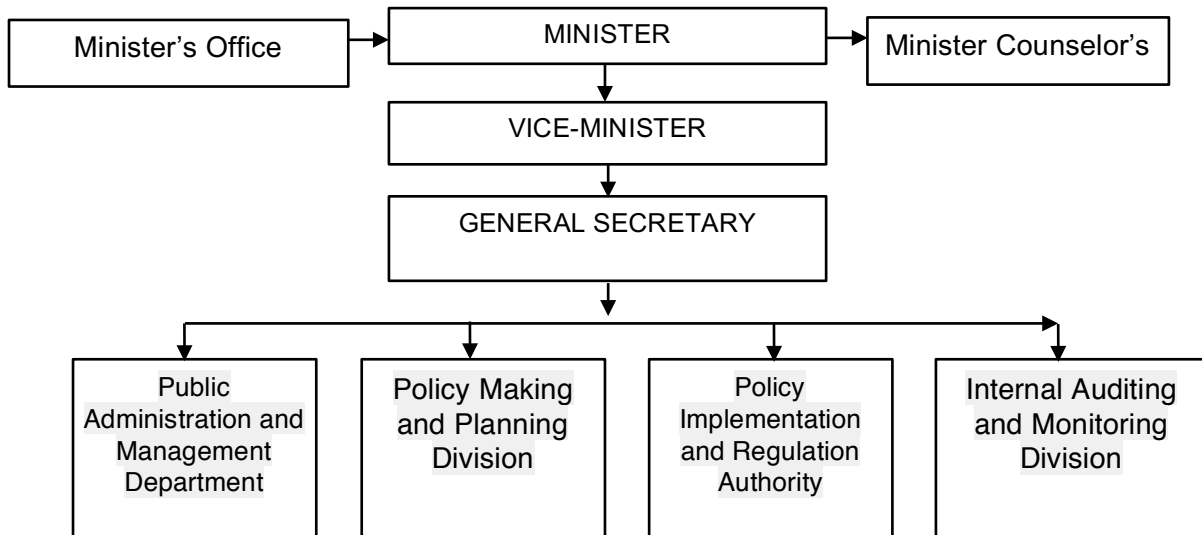 Minister’s Office
MINISTER
Minister Counselor’s
VICE-MINISTER
GENERAL SECRETARY
Public
Administration and
Management
Department
Policy Making
and Planning
Division
Policy
Implementation
and Regulation
Authority
Internal Auditing
and Monitoring
Division